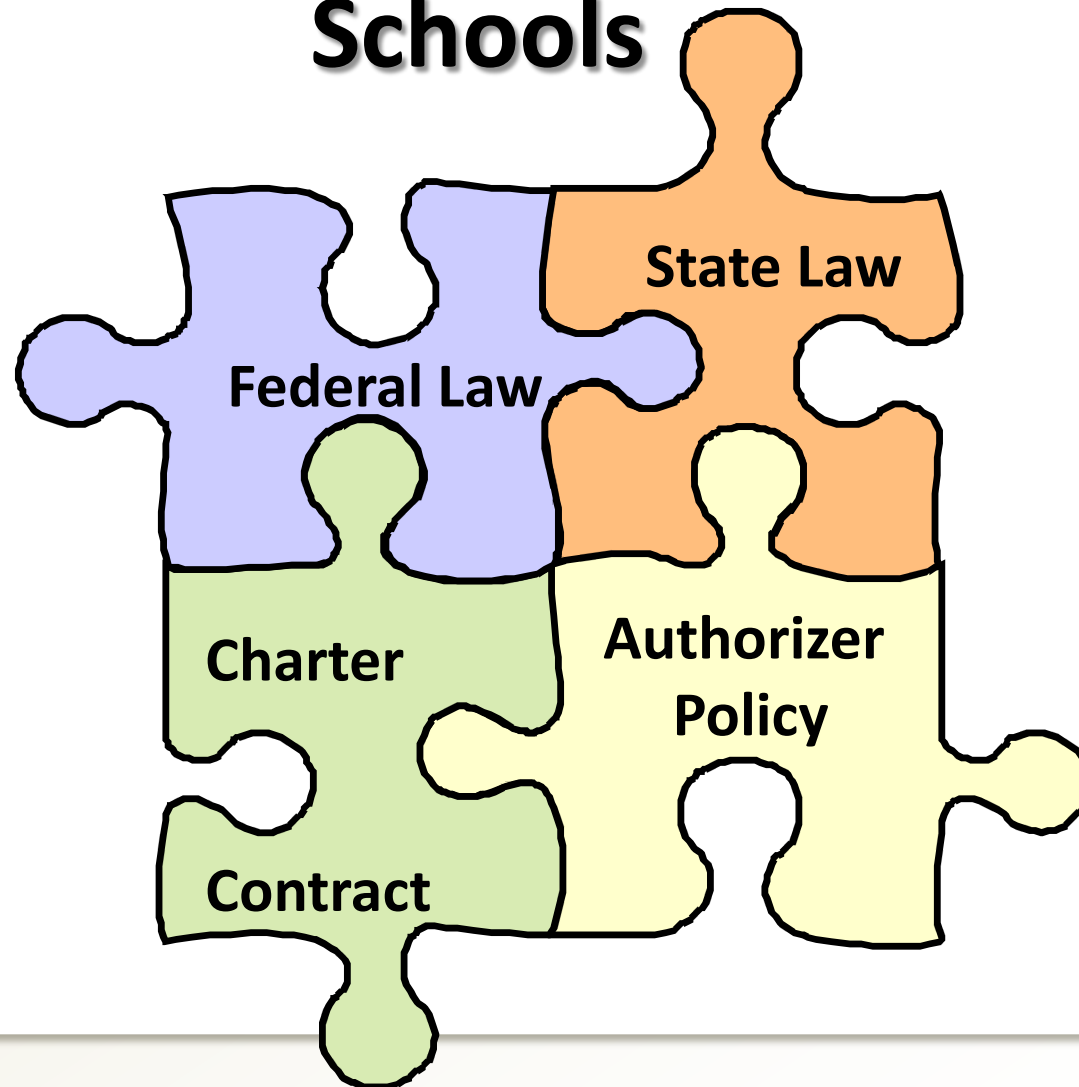 Schools
State Law
Federal Law
Charter
Contract
Authorizer
Policy